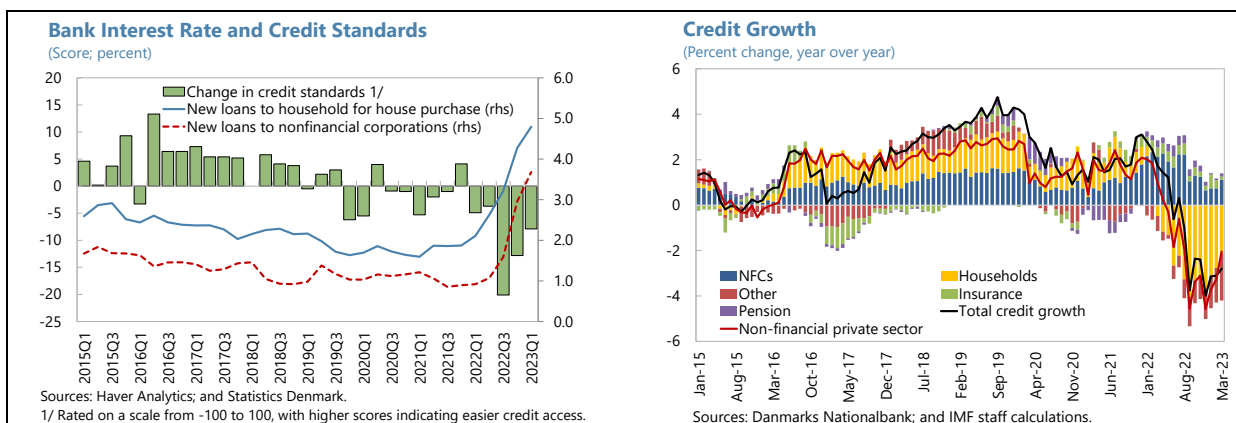 Bank Interest Rate and Credit Standards
(Score; percent)
20
15
10
5
0
-5
-10
-15
-20
-25
6.0
5.0
4.0
3.0
2.0
1.0
0.0
Change in credit standards 1/
New loans to household for house purchase (rhs)
New loans to nonfinancial corporations (rhs)
2015Q1
2015Q3
2016Q1
2016Q3
2017Q1
2017Q3
2018Q1
2018Q3
2019Q1
2019Q3
2020Q1
2020Q3
2021Q1
2021Q3
2022Q1
2022Q3
2023Q1
Sources: Haver Analytics; and Statistics Denmark.
1/ Rated on a scale from -100 to 100, with higher scores indicating easier credit access.
Credit Growth
(Percent change, year over year)
6
4
2
0
-2
-4
-6
NFCs
Households
Other
Insurance
Pension
Total credit growth
Non-financial private sector
Jan-15
Aug-15
Mar-16
Oct-16
May-17
Dec-17
Jul-18
Feb-19
Sep-19
Apr-20
Nov-20
Jun-21
Jan-22
Aug-22
Mar-23
Sources: Danmarks Nationalbank; and IMF staff calculations.